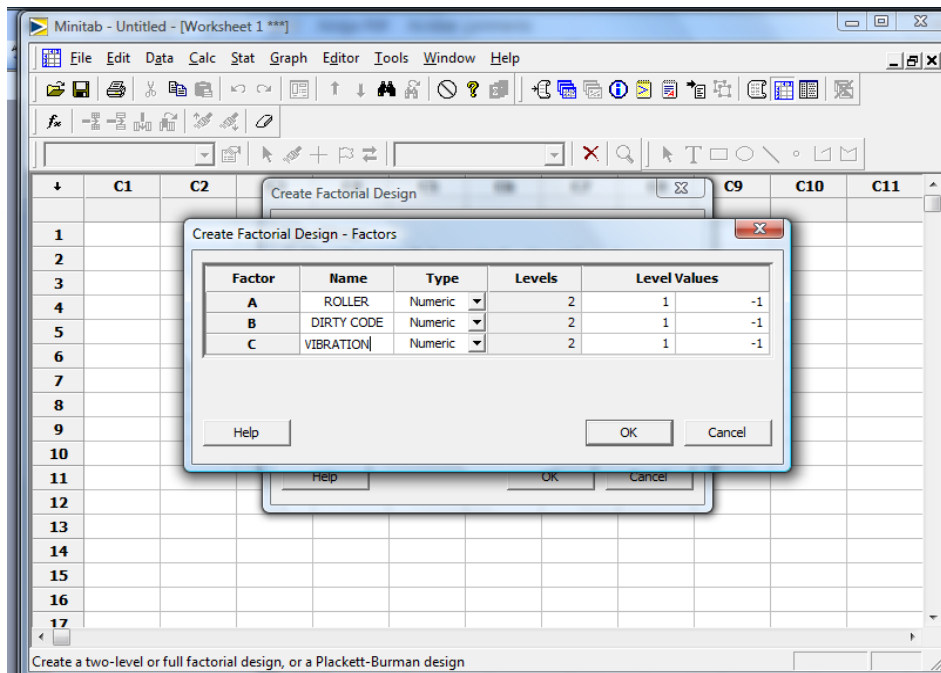 Minitab - Untitled - [Worksheet 1 ***]
File Edit Data Calc Stat Graph Editor Tools Window Help
C1 C2 C9 C10 C11
Create Factorial Design
Create Factorial Design - Factors
Factor Name Type Levels Level Values
A ROLLER Numeric 2 1 -1
B DIRTY CODE Numeric 2 1 -1
C VIBRATION Numeric 2 1 -1
Help OK Cancel
Help OK Cancel
1
2
3
4
5
6
7
8
9
10
11
12
13
14
15
16
17
Create a two-level or full factorial design, or a Plackett-Burman design